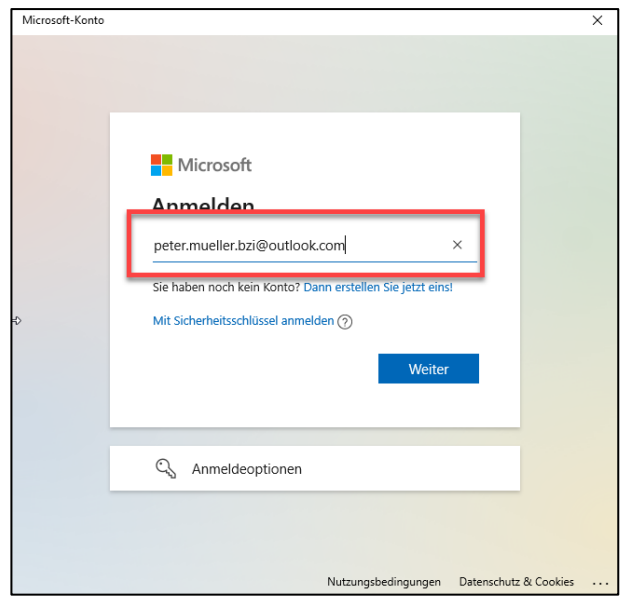 Microsoft-Konto
Microsoft
Anmelden
peter.mueller.bzi@outlook.com
Sie haben noch kein Konto? Dann erstellen Sie jetzt eins!
Mit Sicherheitsschlüssel anmelden ?
Weiter
Anmeldeoptionen
Nutzungsbedingungen Datenschutz & Cookies ...